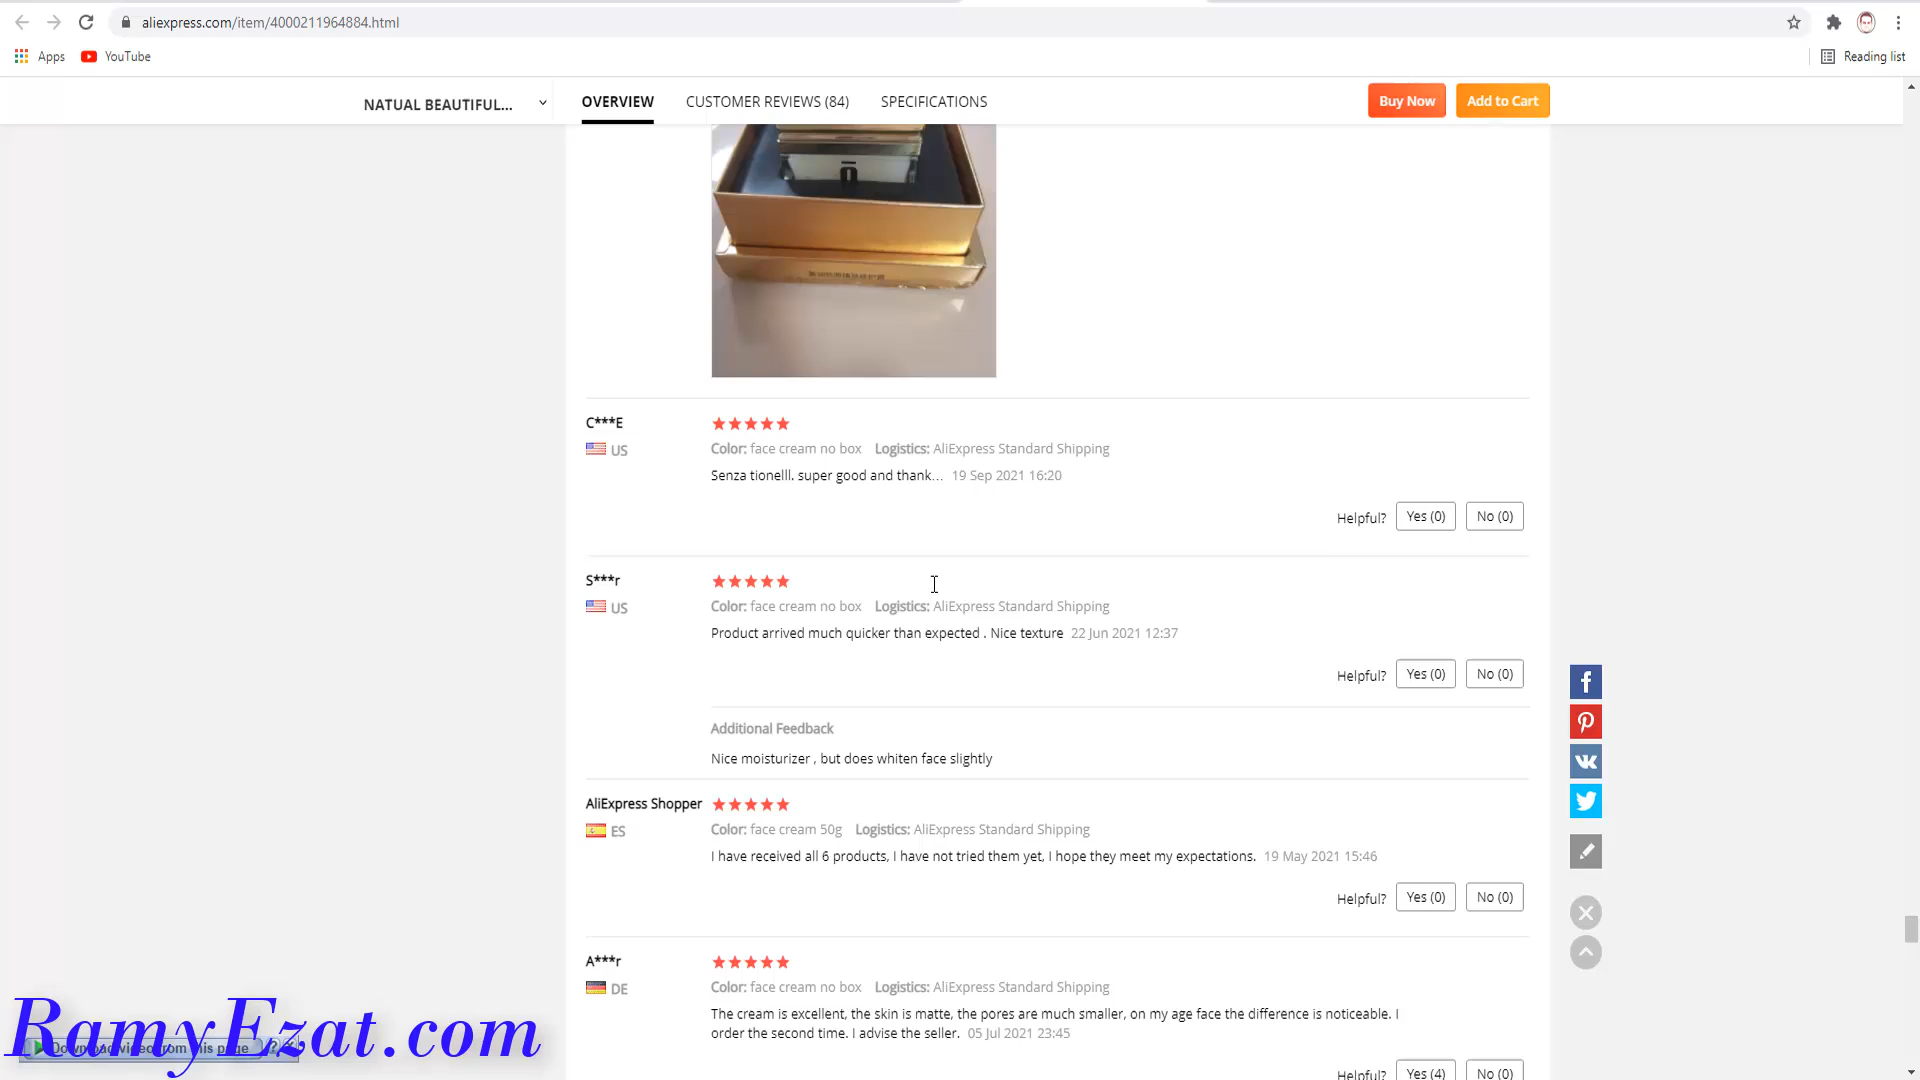 aliexpress.com/item/4000211964884.html
Apps YouTube Reading list
NATUAL BEAUTIFUL... OVERVIEW CUSTOMER REVIEWS (84) SPECIFICATIONS Buy Now Add to Cart
C***E
US
Color: face cream no box Logistics: AliExpress Standard Shipping
Senza tionelll. super good and thank... 19 Sep 2021 16:20
Helpful? Yes (0) No (0)
S***r
US
Color: face cream no box Logistics: AliExpress Standard Shipping
Product arrived much quicker than expected . Nice texture 22 Jun 2021 12:37
Helpful? Yes (0) No (0)
Additional Feedback
Nice moisturizer , but does whiten face slightly
AliExpress Shopper
ES
Color: face cream 50g Logistics: AliExpress Standard Shipping
I have received all 6 products, I have not tried them yet, I hope they meet my expectations. 19 May 2021 15:46
Helpful? Yes (0) No (0)
A***r
DE
Color: face cream no box Logistics: AliExpress Standard Shipping
The cream is excellent, the skin is matte, the pores are much smaller, on my age face the difference is noticeable. I
order the second time. I advise the seller. 05 Jul 2021 23:45
Helpful? Yes (4) No (0)
RamyEzat.com
Download video from this page ?